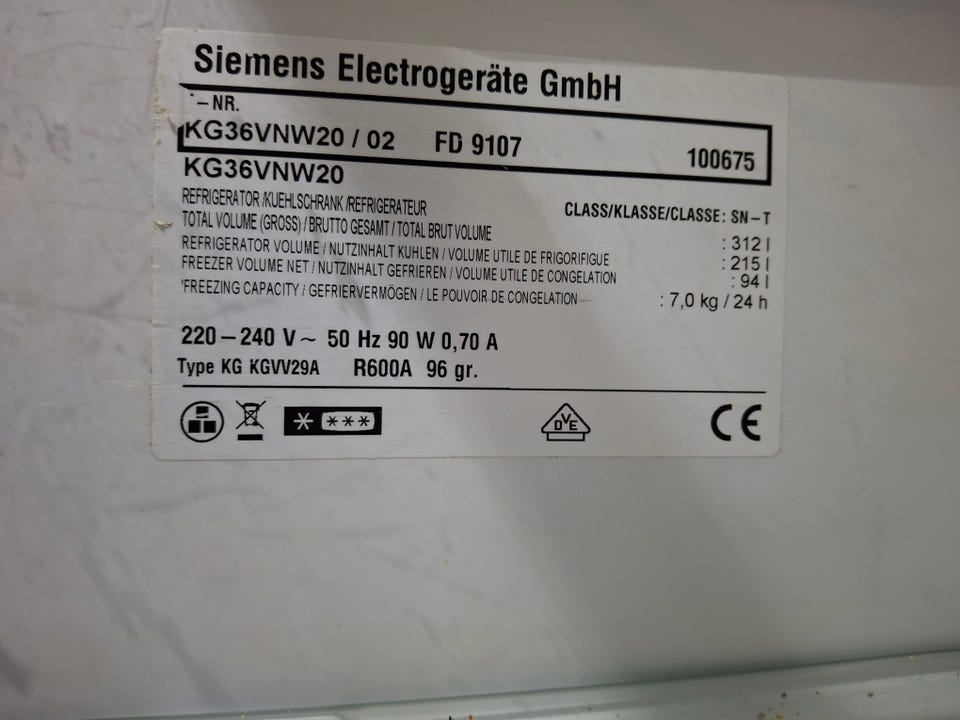 Siemens Electrogeräte GmbH
-NR.
KG36VNW20 / 02 FD 9107 100675
KG36VNW20
REFRIGERATOR /KUEHLSCHRANK /REFRIGERATEUR CLASS/KLASSE/CLASSE: SN-T
TOTAL VOLUME (GROSS) / BRUTTO GESAMT / TOTAL BRUT VOLUME : 312 l
REFRIGERATOR VOLUME / NUTZINHALT KUHLEN / VOLUME UTILE DE FRIGORIFIGUE : 215 l
FREEZER VOLUME NET / NUTZINHALT GEFRIEREN / VOLUME UTILE DE CONGELATION : 94 l
'FREEZING CAPACITY / GEFRIERVERMÖGEN / LE POUVOIR DE CONGELATION : 7,0 kg / 24 h
220-240 V~ 50 Hz 90 W 0,70 A
Type KG KGVV29A R600A 96 gr.
DVE CE